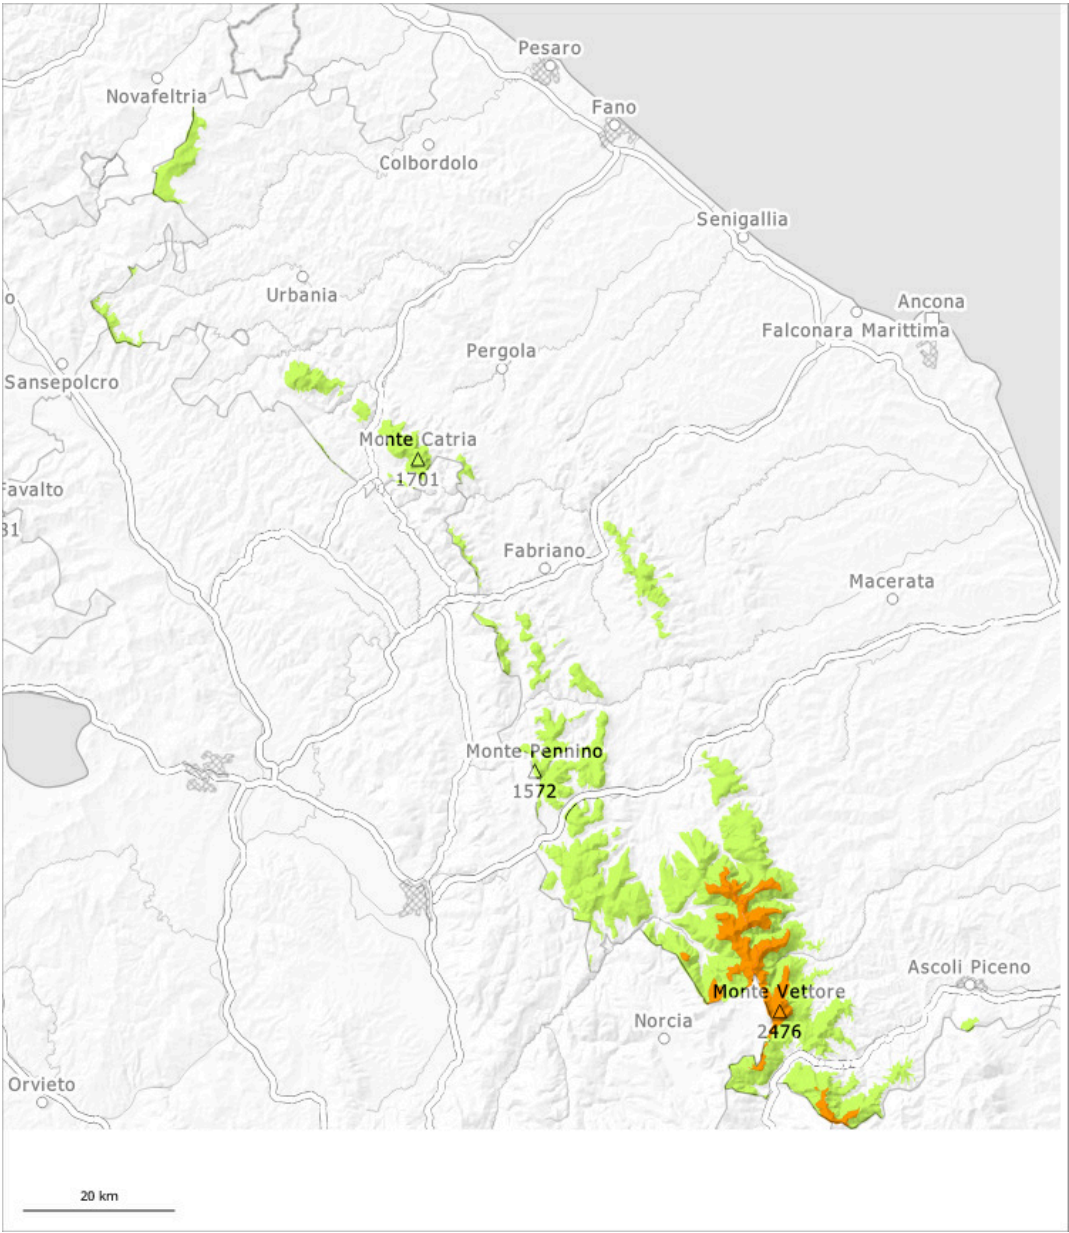 Pesaro
Novafeltria
Fano
Colbordolo
Senigallia
Urbania
o
Ancona
Falconara Marittima
Pergola
Sansepolcro
Monte Catria
1701
Favalto
31
Fabriano
Macerata
Monte Pennino
1572
Ascoli Piceno
Monte Vettore
2476
Norcia
Orvieto
20 km